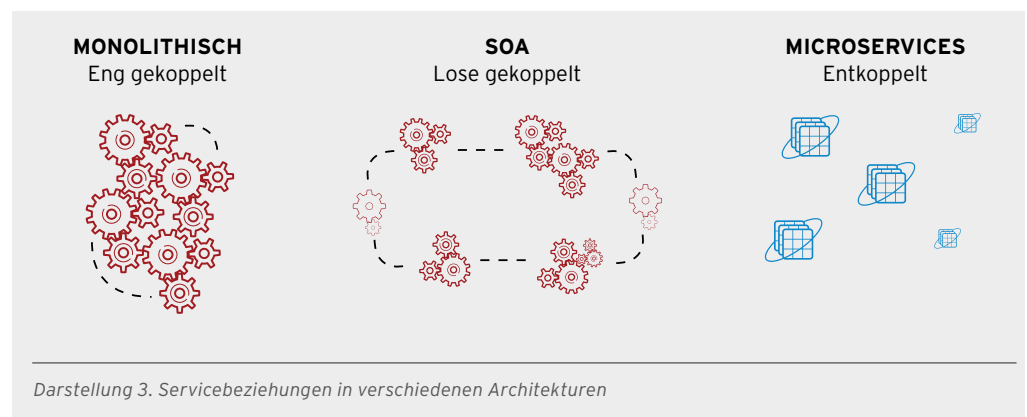 MONOLITHISCH
Eng gekoppelt
SOA
Lose gekoppelt
MICROSERVICES
Entkoppelt
Darstellung 3. Servicebeziehungen in verschiedenen Architekturen